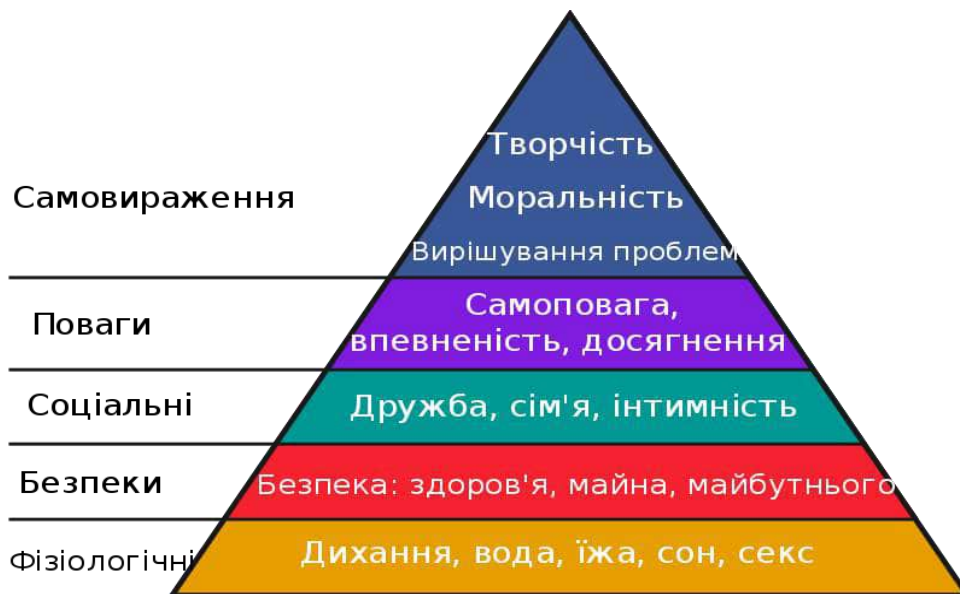 Творчість
Самовираження
Моральність
Вирішування проблем
Поваги
Самоповага,
впевненість, досягнення
Соціальні
Дружба, сім'я, інтимність
Безпеки
Безпека: здоров'я, майна, майбутнього
Фізіологічні
Дихання, вода, їжа, сон, секс